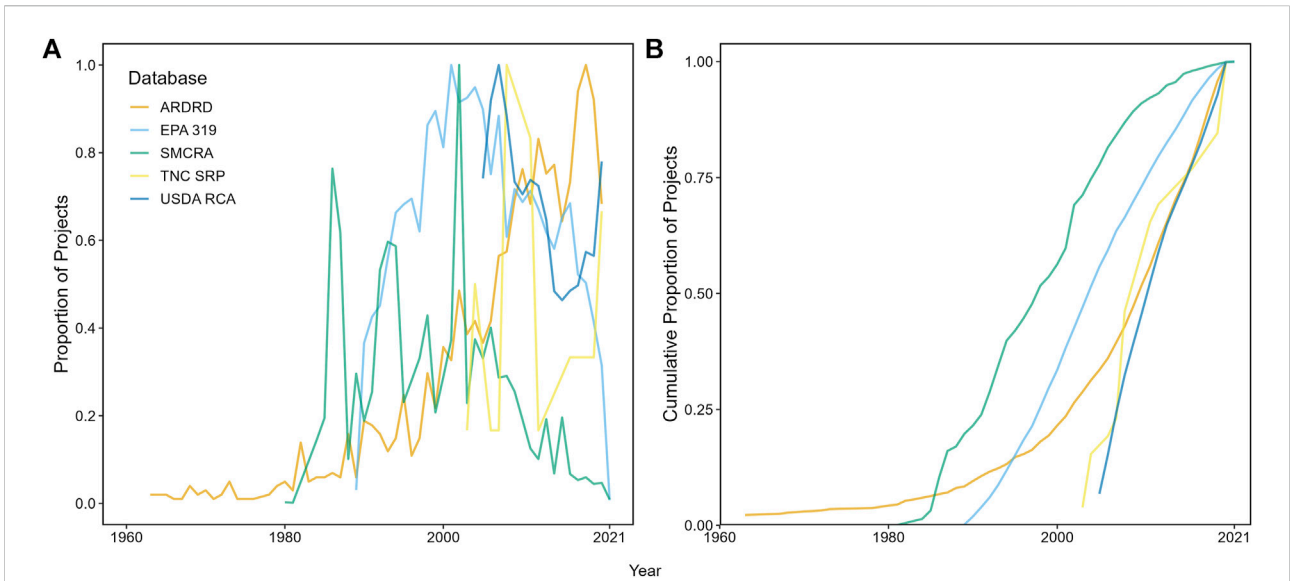 A
Database
ARDRD
EPA 319
SMCRA
TNC SRP
USDA RCA
Proportion of Projects
1.0
0.8
0.6
0.4
0.2
0.0
1960
1980
2000
2021
B
Cumulative Proportion of Projects
1.00
0.75
0.50
0.25
0.00
1960
1980
2000
2021
Year